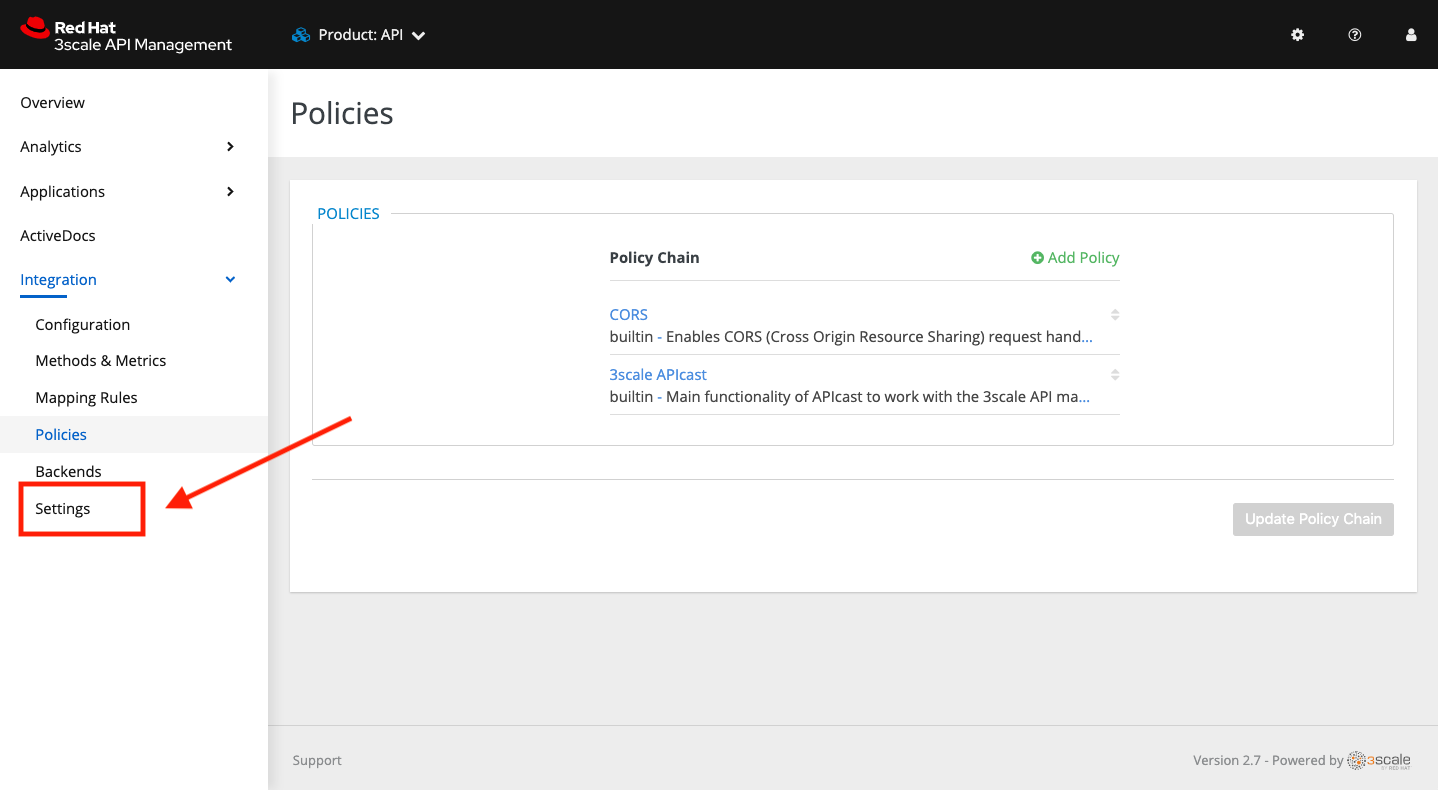 Red Hat
3scale API Management
Product: API
Overview
Analytics
Applications
ActiveDocs
Integration
Configuration
Methods & Metrics
Mapping Rules
Policies
Backends
Settings
Policies
POLICIES
Policy Chain
Add Policy
CORS
builtin - Enables CORS (Cross Origin Resource Sharing) request hand...
3scale APIcast
builtin - Main functionality of APIcast to work with the 3scale API ma...
Update Policy Chain
Support
Version 2.7 - Powered by 3scale
BY RED HAT